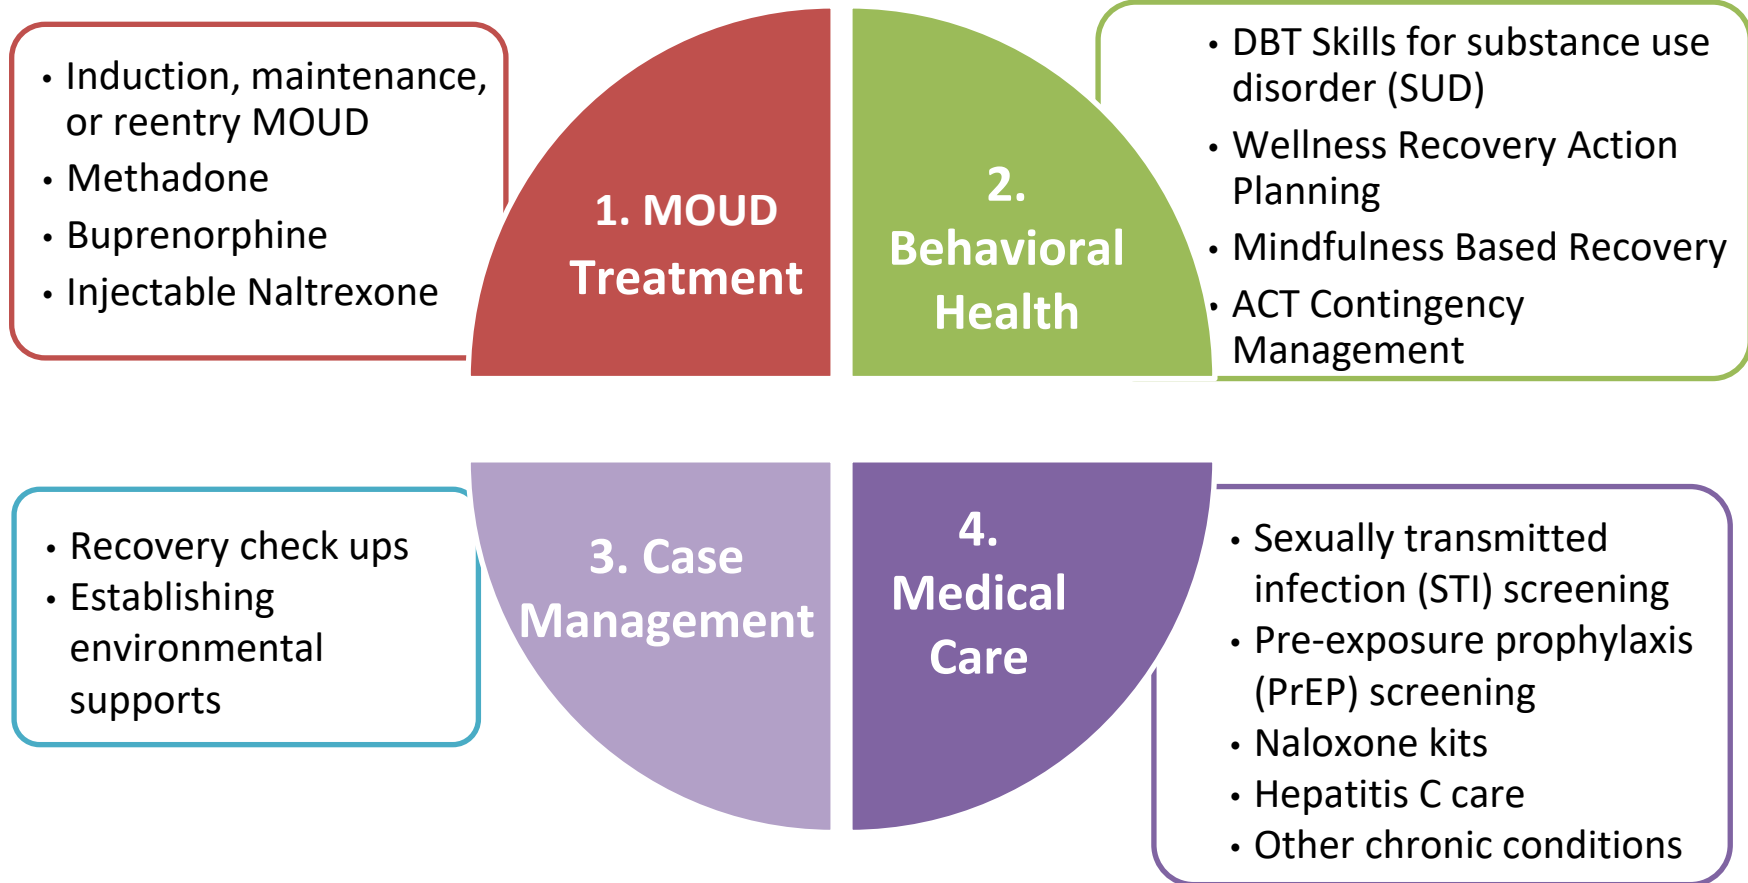 • Induction, maintenance,
or reentry MOUD
• Methadone
• Buprenorphine
• Injectable Naltrexone
1. MOUD
Treatment
2.
Behavioral
Health
• DBT Skills for substance use
disorder (SUD)
• Wellness Recovery Action
Planning
• Mindfulness Based Recovery
• ACT Contingency
Management
• Recovery check ups
• Establishing
environmental
supports
3. Case
Management
4.
Medical
Care
• Sexually transmitted
infection (STI) screening
• Pre-exposure prophylaxis
(PrEP) screening
• Naloxone kits
• Hepatitis C care
• Other chronic conditions